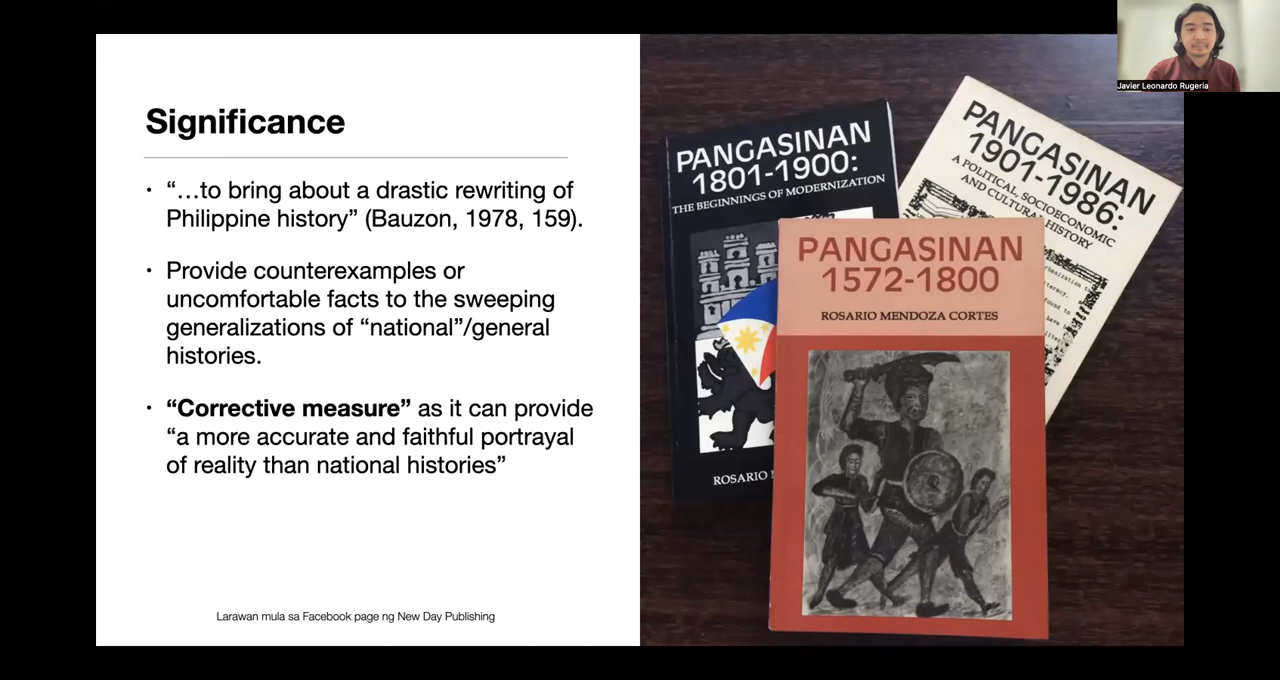 Significance
• “…to bring about a drastic rewriting of
Philippine history” (Bauzon, 1978, 159).
• Provide counterexamples or
uncomfortable facts to the sweeping
generalizations of “national”/general
histories.
• “Corrective measure” as it can provide
“a more accurate and faithful portrayal
of reality than national histories”
Larawan mula sa Facebook page ng New Day Publishing
PANGASINAN
1801-1900:
THE BEGINNINGS OF MODERNIZATION
ROSARIO
PANGASINAN
1901-1986:
A POLITICAL, SOCIOECONOMIC
AND CULTURAL HISTORY
PANGASINAN
1572-1800
ROSARIO MENDOZA CORTES
Javier Leonardo Rugeria